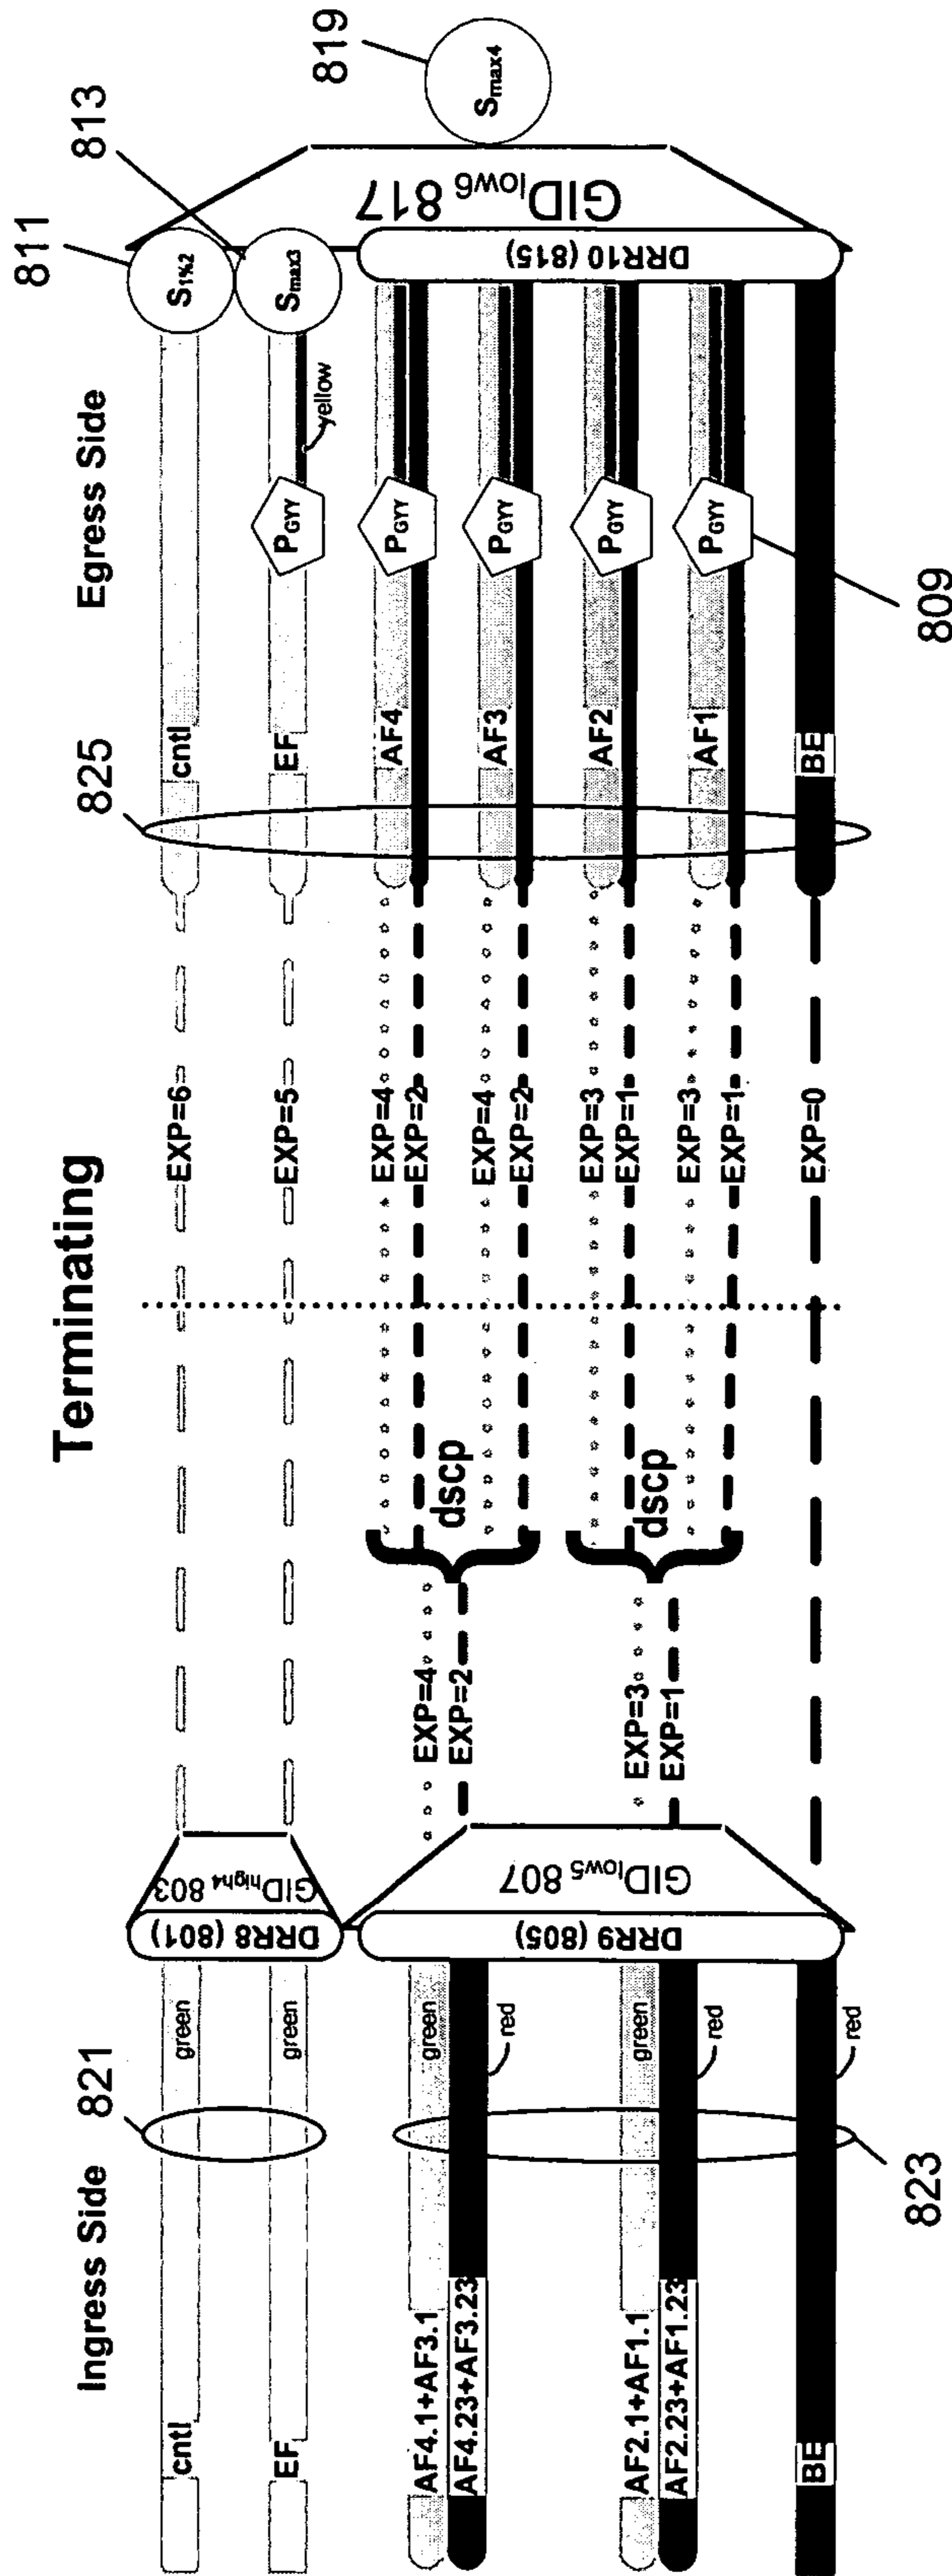 Terminating
Ingress Side
Egress Side
821
825
811
813
819
cntl
green
EXP=6
cntl
S1%2
EF
green
EXP=5
EF
PGYY
yellow
Smax3
DRR8 (801)
GIDhigh4 803
AF4.1+AF3.1
green
EXP=4
AF4.23+AF3.23
red
EXP=2
dscp
EXP=4
EXP=2
AF4
PGYY
EXP=4
EXP=2
AF3
PGYY
DRR9 (805)
GIDlow5 807
AF2.1+AF1.1
green
EXP=3
AF2.23+AF1.23
red
EXP=1
dscp
EXP=3
EXP=1
AF2
PGYY
EXP=3
EXP=1
AF1
PGYY
DRR10 (815)
GIDlow6 817
Smax4
BE
red
EXP=0
BE
823
809